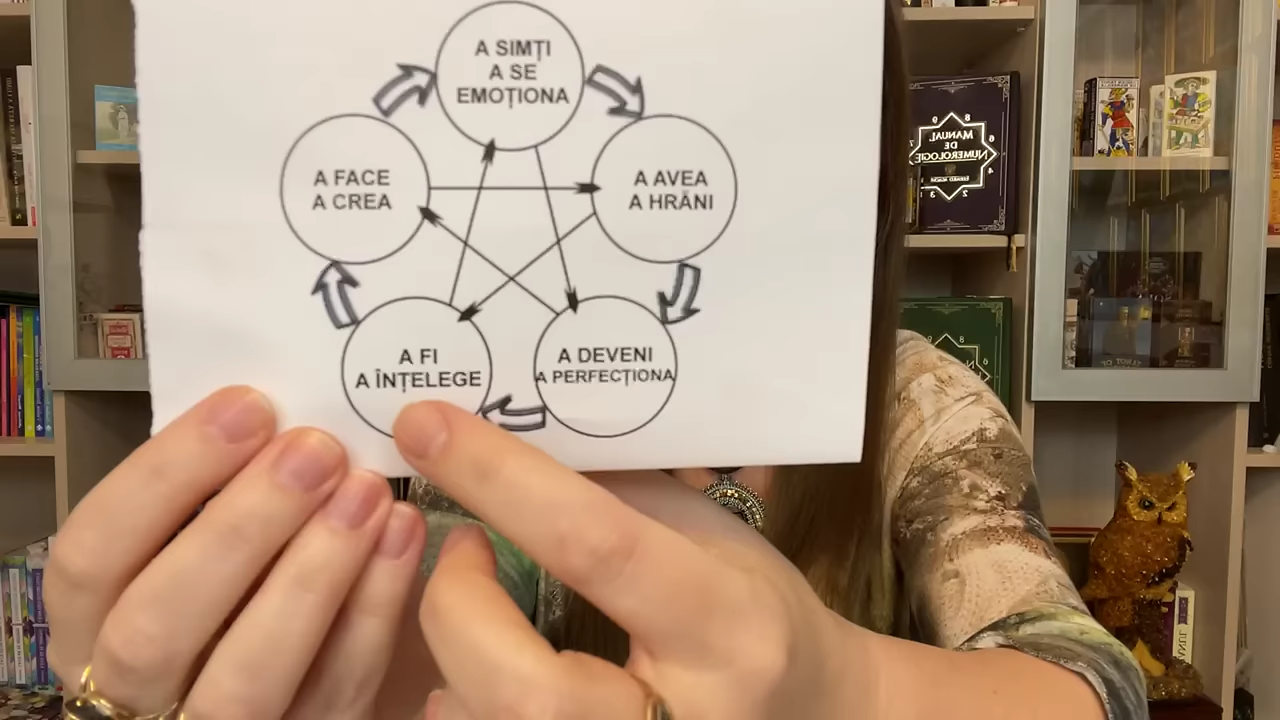 A SIMȚI
A SE
EMOȚIONA
A FACE
A CREA
A AVEA
A HRĂNI
A FI
A ÎNȚELEGE
A DEVENI
A PERFECȚIONA
MANUAL
DE
NUMEROLOGIE